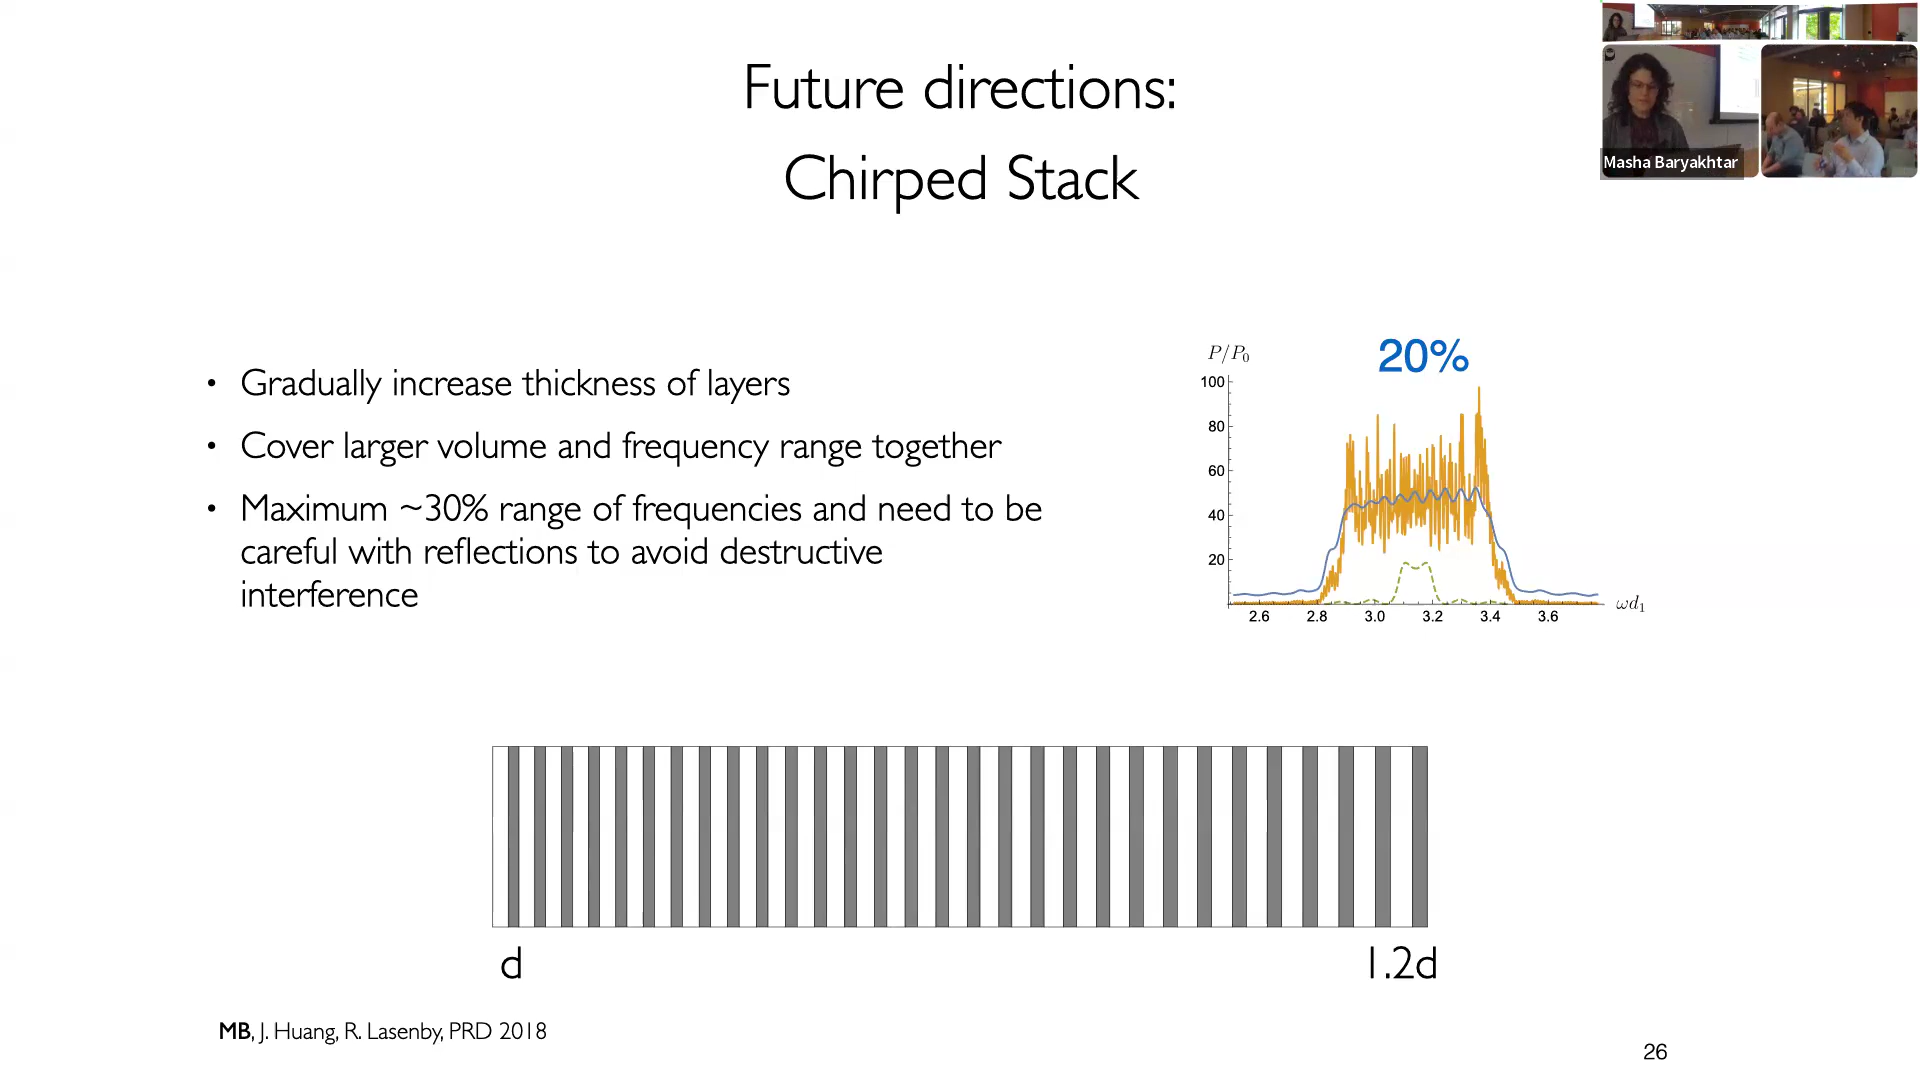 Future directions:
Chirped Stack
Masha Baryakhtar
• Gradually increase thickness of layers
• Cover larger volume and frequency range together
• Maximum ~30% range of frequencies and need to be
careful with reflections to avoid destructive
interference
P/P₀
20%
100
80
60
40
20
2.6 2.8 3.0 3.2 3.4 3.6
ωd₁
d
1.2d
MB, J. Huang, R. Lasenby, PRD 2018
26